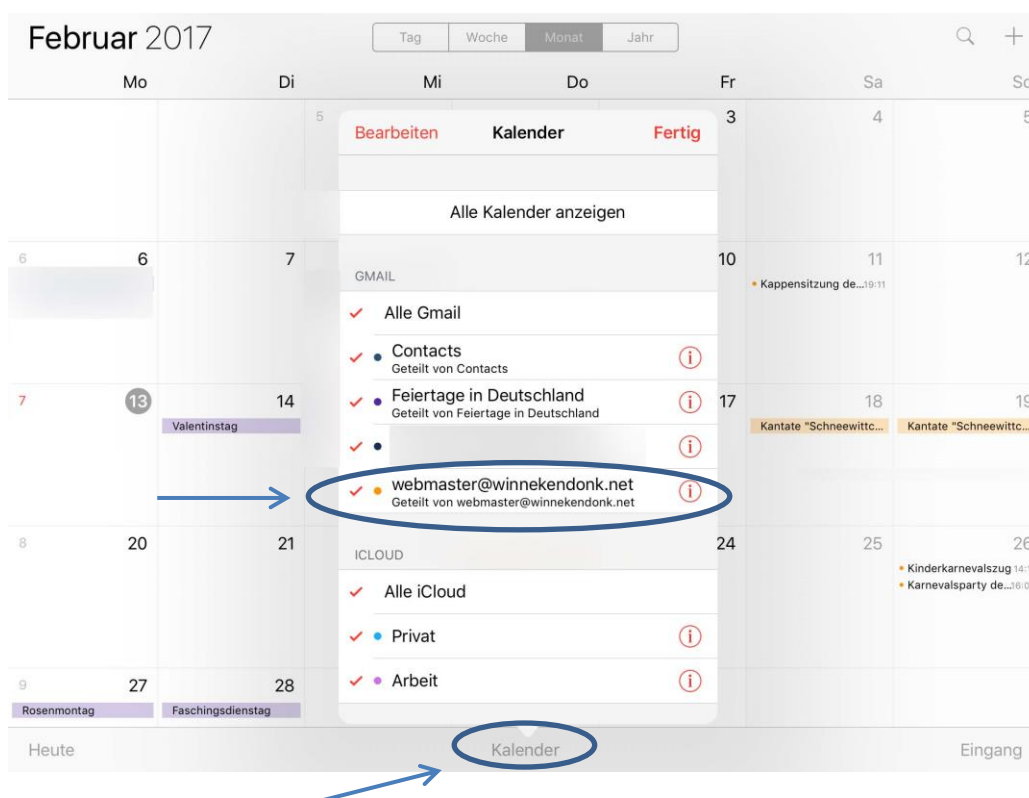 Februar 2017
Tag Woche Monat Jahr
Mo Di Mi Do Fr Sa
5 3 4
Bearbeiten Kalender Fertig
Alle Kalender anzeigen
6 6 7 10 11 12
Kappensitzung de...19:11
GMAIL
Alle Gmail
Contacts
Geteilt von Contacts
7 13 14 17 18 19
Feiertage in Deutschland
Geteilt von Feiertage in Deutschland
Valentinstag Kantate "Schneewittc... Kantate "Schneewittc...
webmaster@winnekendonk.net
Geteilt von webmaster@winnekendonk.net
8 20 21 24 25 26
ICLOUD
Kinderkarnevalszug
Karnevalsparty de...
Alle iCloud
Privat
Arbeit
9 27 28
Rosenmontag Faschingsdienstag
Heute Kalender Eingang